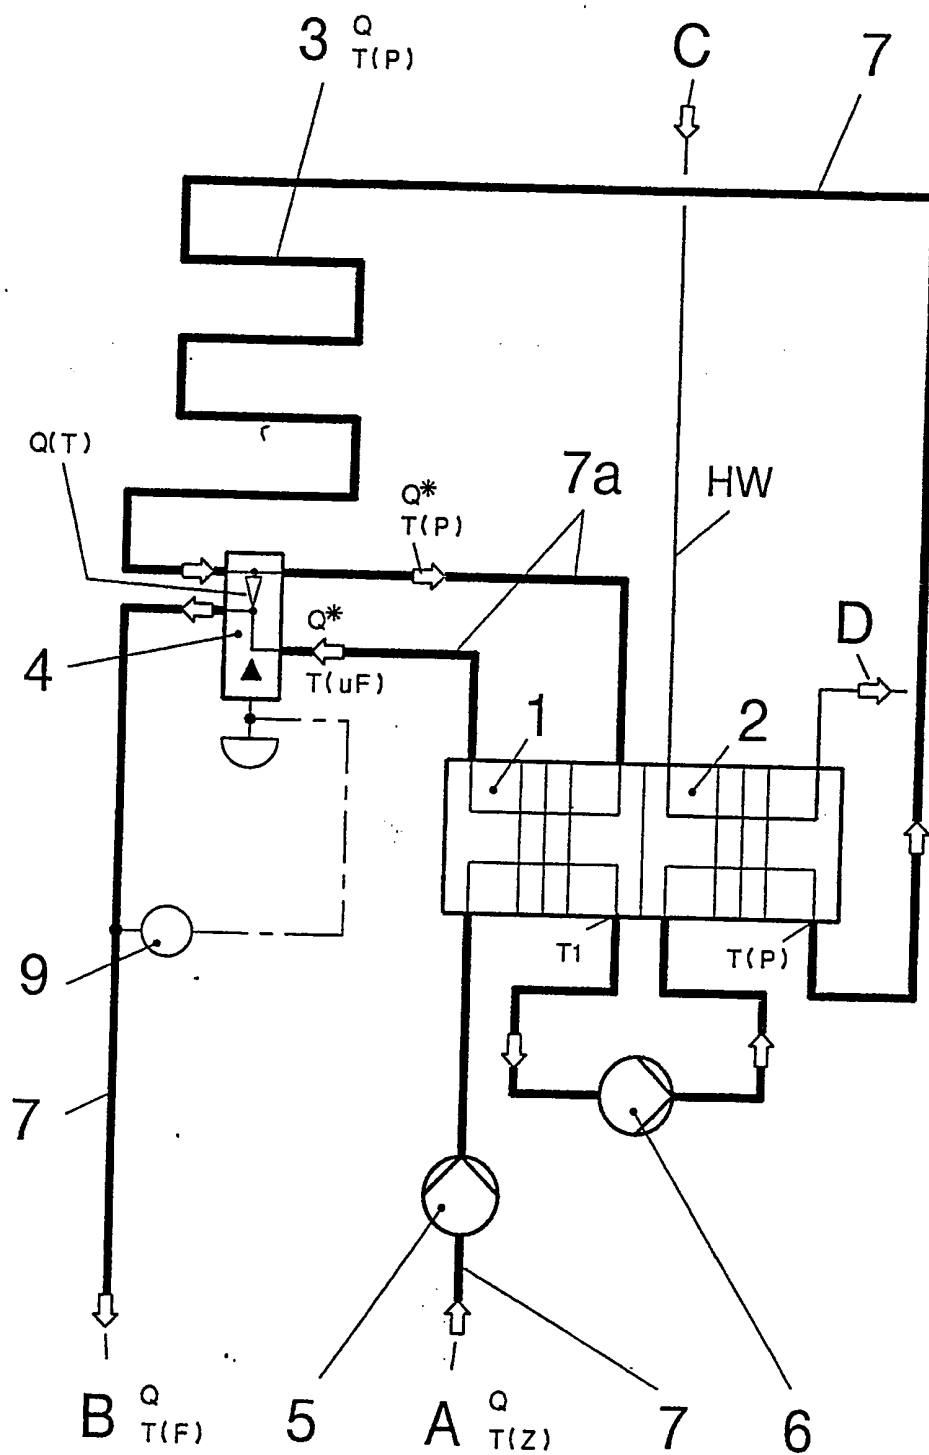 3 Q
T(P)
C
7
Q(T)
Q*
T(P)
7a
HW
Q*
T(uF)
4
D
1
2
9
T1
T(P)
7
B Q
T(F)
5
A Q
T(Z)
7
6